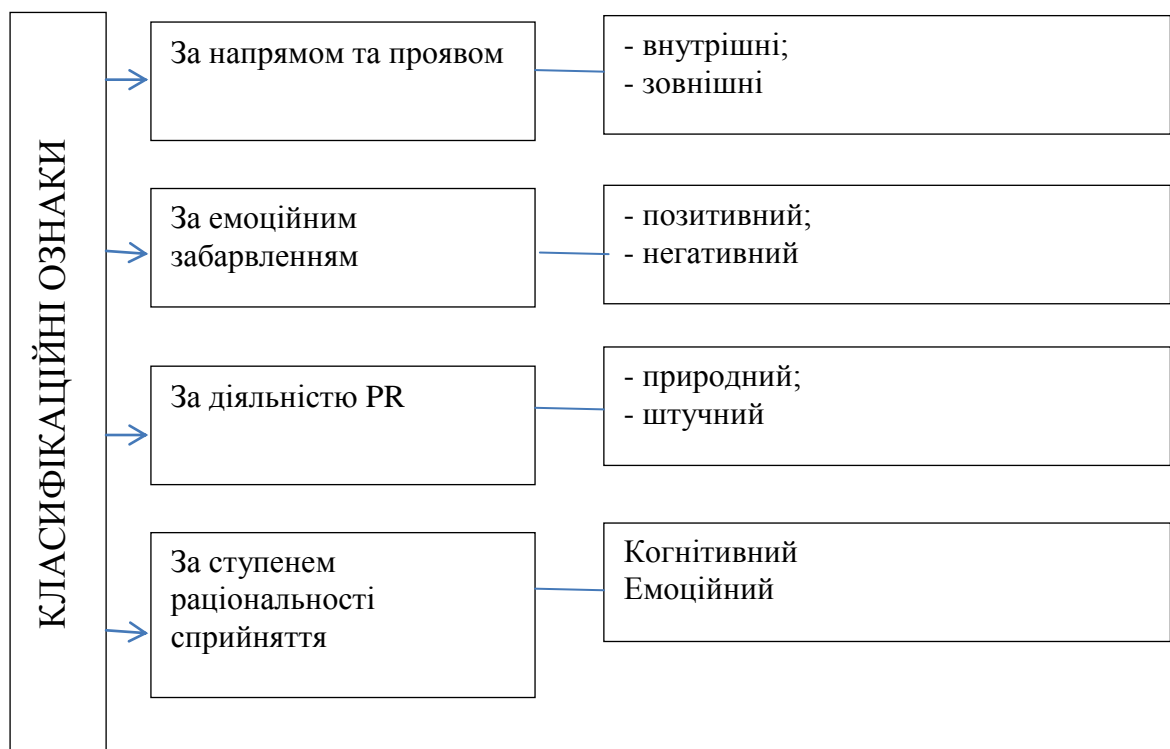 КЛАСИФІКАЦІЙНІ ОЗНАКИ
За напрямом та проявом
- внутрішні;
- зовнішні
За емоційним
забарвленням
- позитивний;
- негативний
За діяльністю PR
- природний;
- штучний
За ступенем
раціональності
сприйняття
Когнітивний
Емоційний